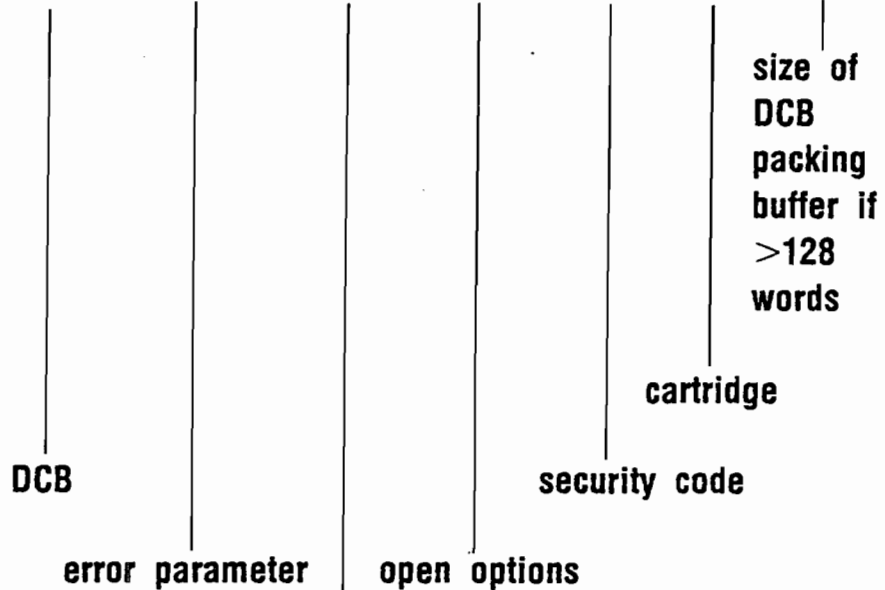 size of
DCB
packing
buffer if
>128
words
cartridge
DCB
security code
error parameter
open options